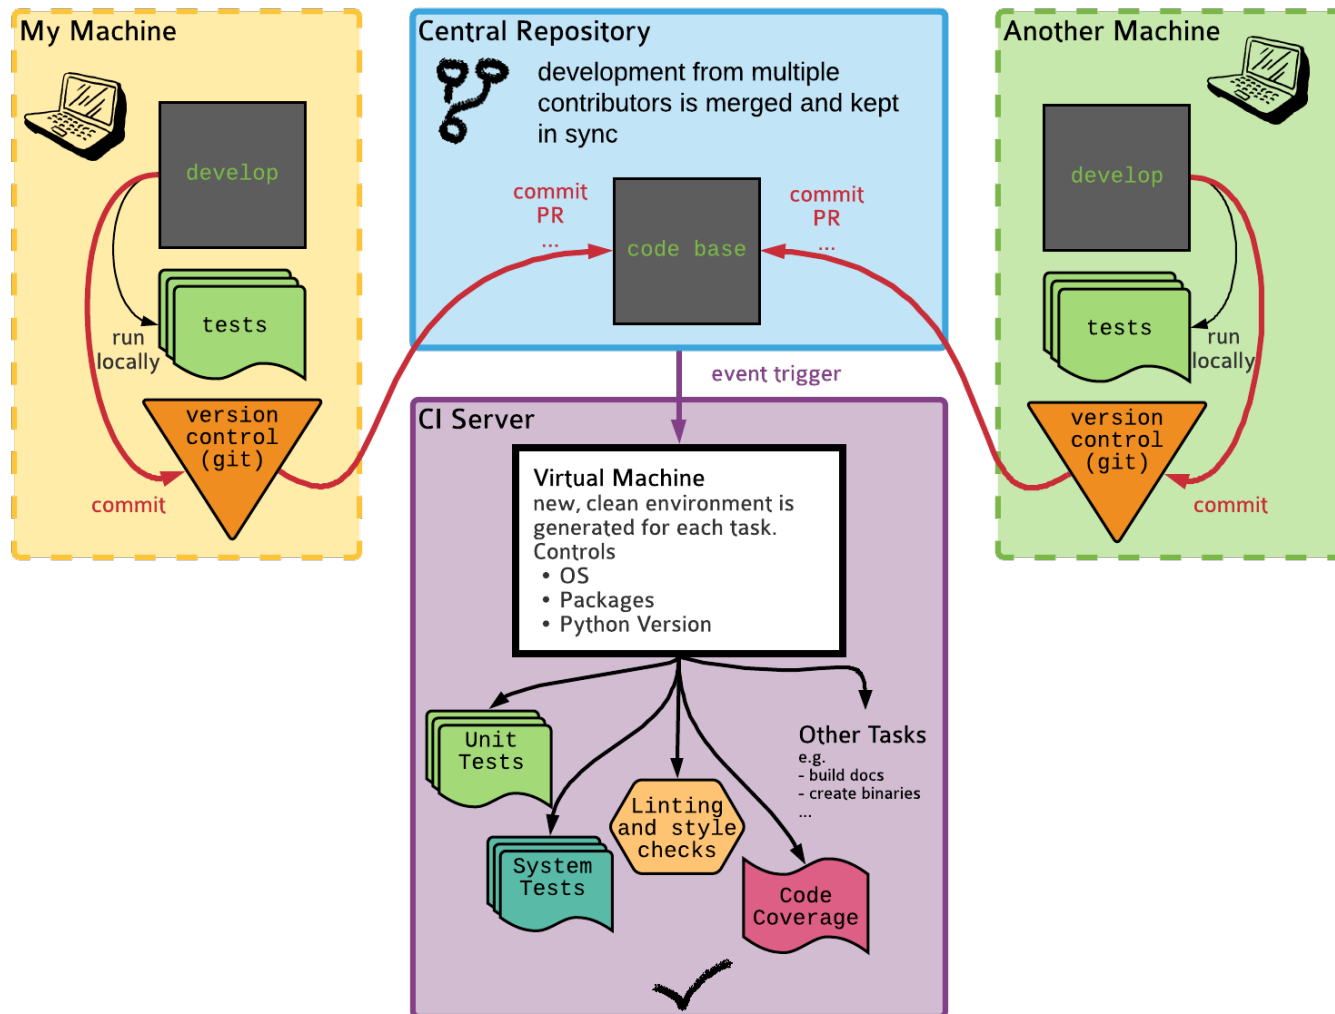 My Machine
develop
tests
run
locally
version
control
(git)
commit
Central Repository
development from multiple
contributors is merged and kept
in sync
commit
PR
...
code base
commit
PR
...
event trigger
Another Machine
develop
tests
run
locally
version
control
(git)
commit
CI Server
Virtual Machine
new, clean environment is
generated for each task.
Controls
• OS
• Packages
• Python Version
Unit
Tests
System
Tests
Linting
and style
checks
Code
Coverage
Other Tasks
e.g.
- build docs
- create binaries
...